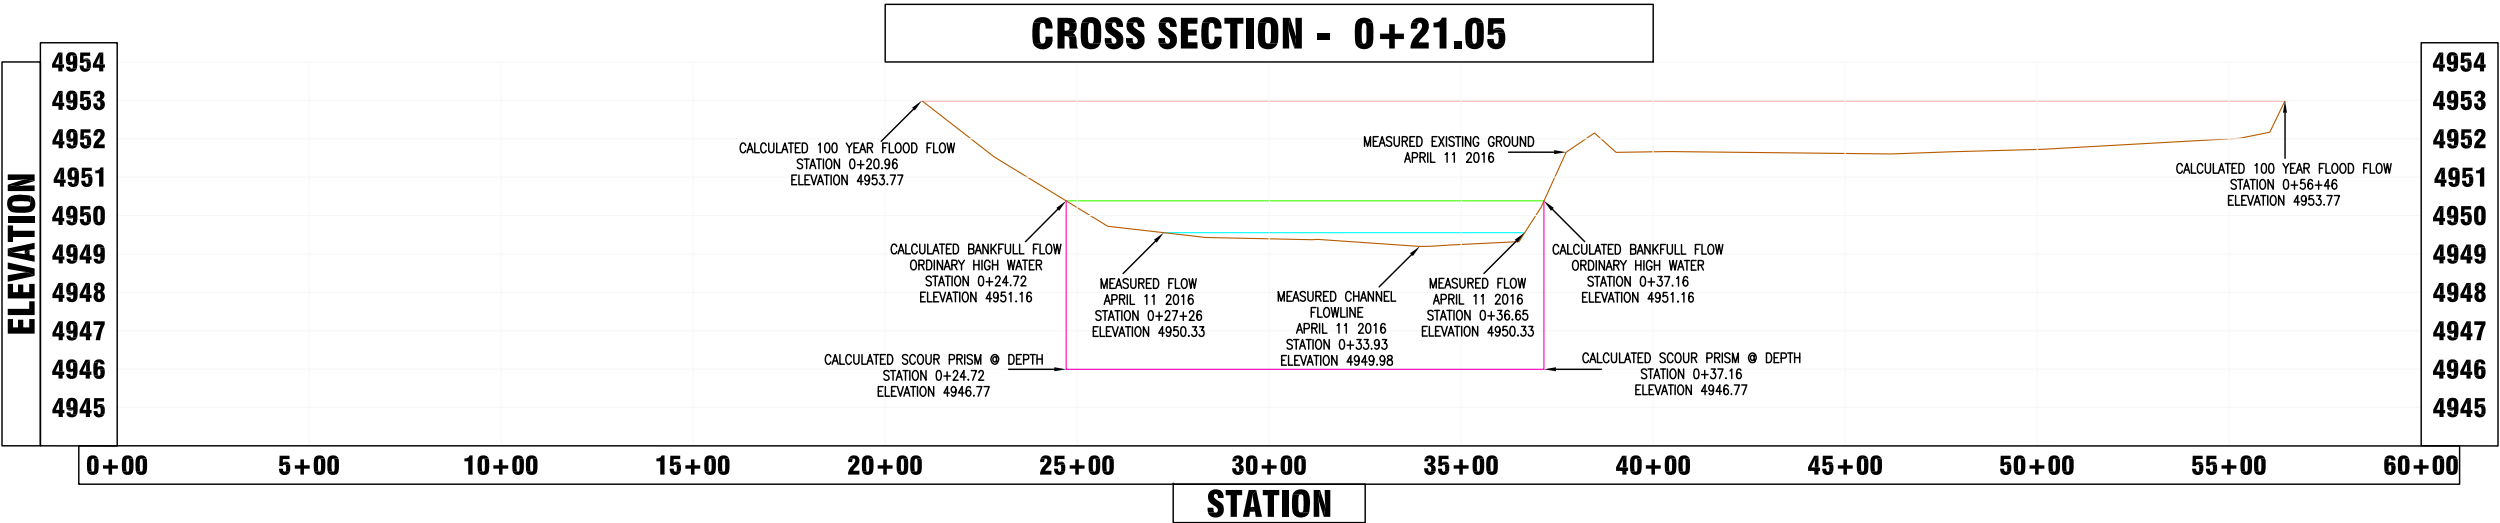 CROSS SECTION - 0+21.05
ELEVATION
4954
4953
4952
4951
4950
4949
4948
4947
4946
4945
CALCULATED 100 YEAR FLOOD FLOW
STATION 0+20.96
ELEVATION 4953.77
CALCULATED BANKFULL FLOW
ORDINARY HIGH WATER
STATION 0+24.72
ELEVATION 4951.16
CALCULATED SCOUR PRISM @ DEPTH
STATION 0+24.72
ELEVATION 4946.77
MEASURED FLOW
APRIL 11 2016
STATION 0+27+26
ELEVATION 4950.33
MEASURED CHANNEL
FLOWLINE
APRIL 11 2016
STATION 0+33.93
ELEVATION 4949.98
MEASURED EXISTING GROUND
APRIL 11 2016
MEASURED FLOW
APRIL 11 2016
STATION 0+36.65
ELEVATION 4950.33
CALCULATED BANKFULL FLOW
ORDINARY HIGH WATER
STATION 0+37.16
ELEVATION 4951.16
CALCULATED SCOUR PRISM @ DEPTH
STATION 0+37.16
ELEVATION 4946.77
CALCULATED 100 YEAR FLOOD FLOW
STATION 0+56+46
ELEVATION 4953.77
4954
4953
4952
4951
4950
4949
4948
4947
4946
4945
0+00 5+00 10+00 15+00 20+00 25+00 30+00 35+00 40+00 45+00 50+00 55+00 60+00
STATION